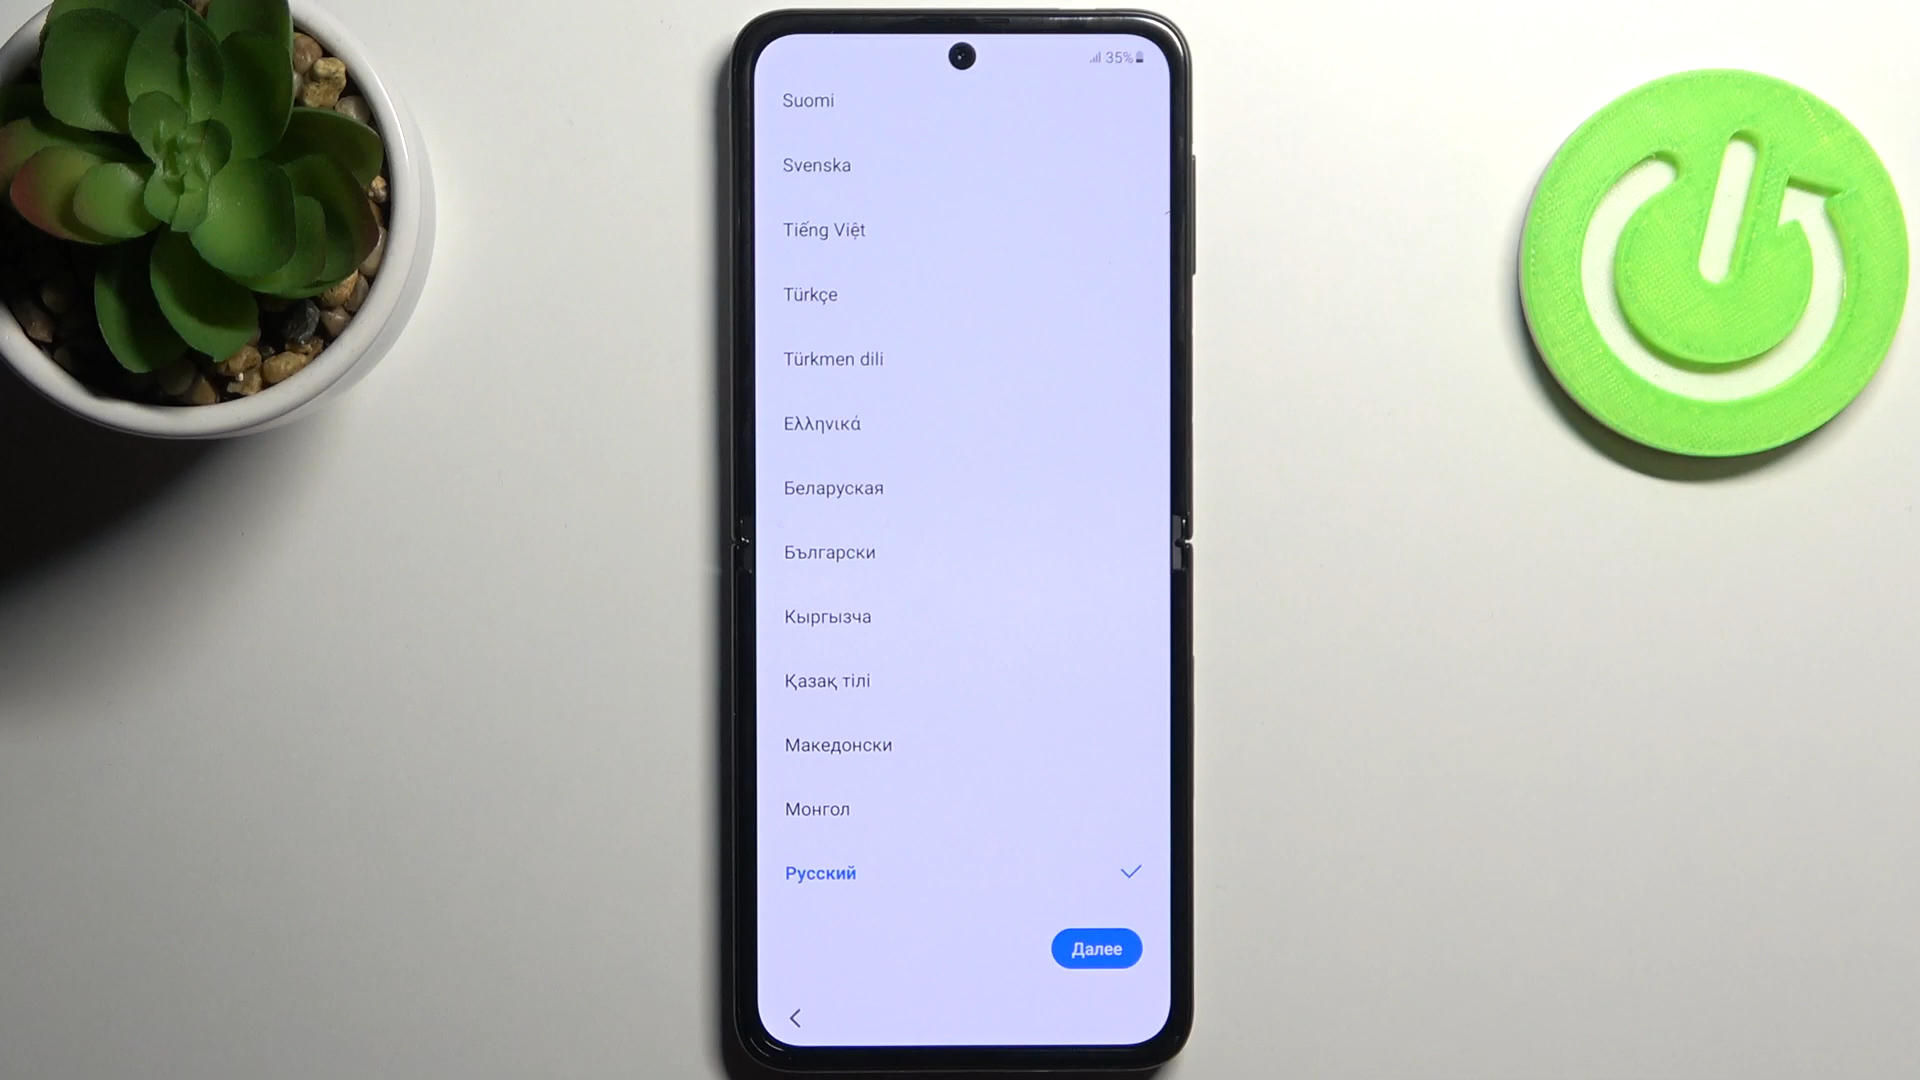 35%
Suomi
Svenska
Tiếng Việt
Türkçe
Türkmen dili
Ελληνικά
Беларуская
Български
Кыргызча
Қазақ тілі
Македонски
Монгол
Русский
Далее